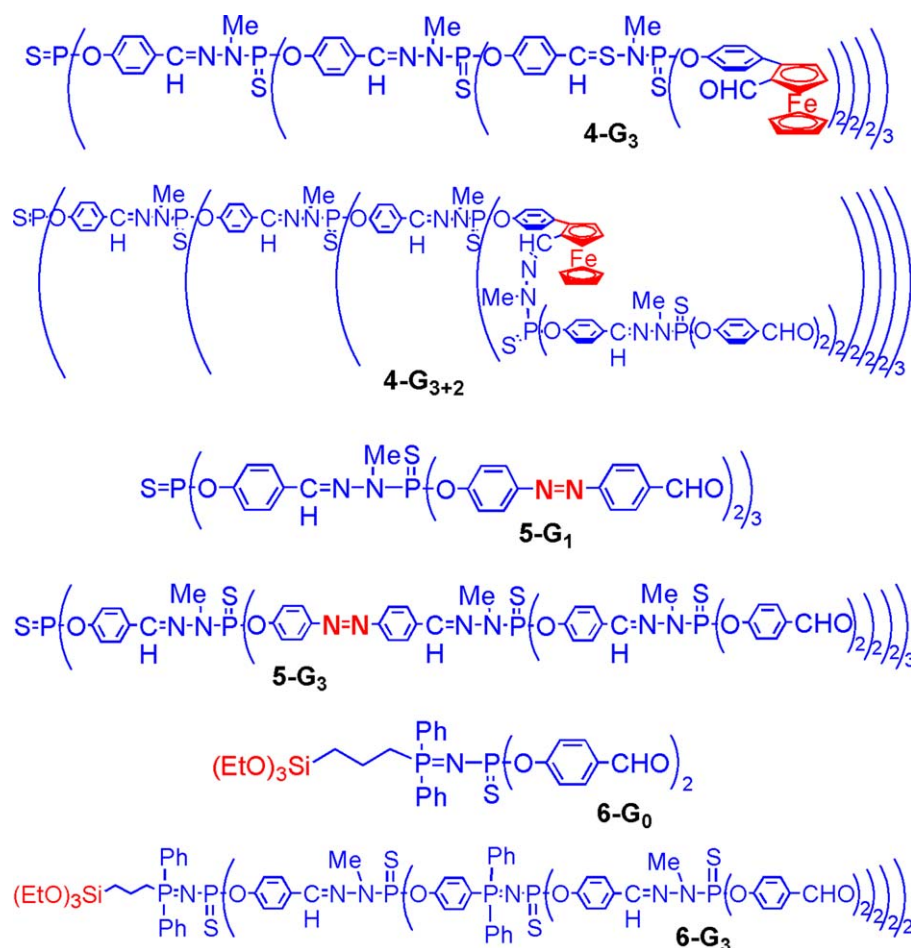 Me Me Me
S=P(O C=N−N−P(O C=N−N−P(O C=S−N−P(O
H S H S H S OHC Fe )2)2)2)3
4-G3
Me Me Me
S=P(O C=N−N−P(O C=N−N−P(O C=N−N−P(O
H S H S H S HC Fe
N
Me N Me S
S=P(O C=N−N−P(O CHO)2)2)2)2)2)3
H
4-G3+2
Me S
S=P(O C=N−N−P(O N=N CHO)2)3
H
5-G1
Me S Me S Me S
S=P(O C=N−N−P(O N=N C=N−N−P(O C=N−N−P(O CHO)2)2)2)3
H H H
5-G3
Ph
(EtO)3Si P=N−P(O CHO)2
Ph S
6-G0
Ph Me S Ph Me S
(EtO)3Si P=N−P(O C=N−N−P(O P=N−P(O C=N−N−P(O CHO)2)2)2)2
Ph S H Ph S H
6-G3